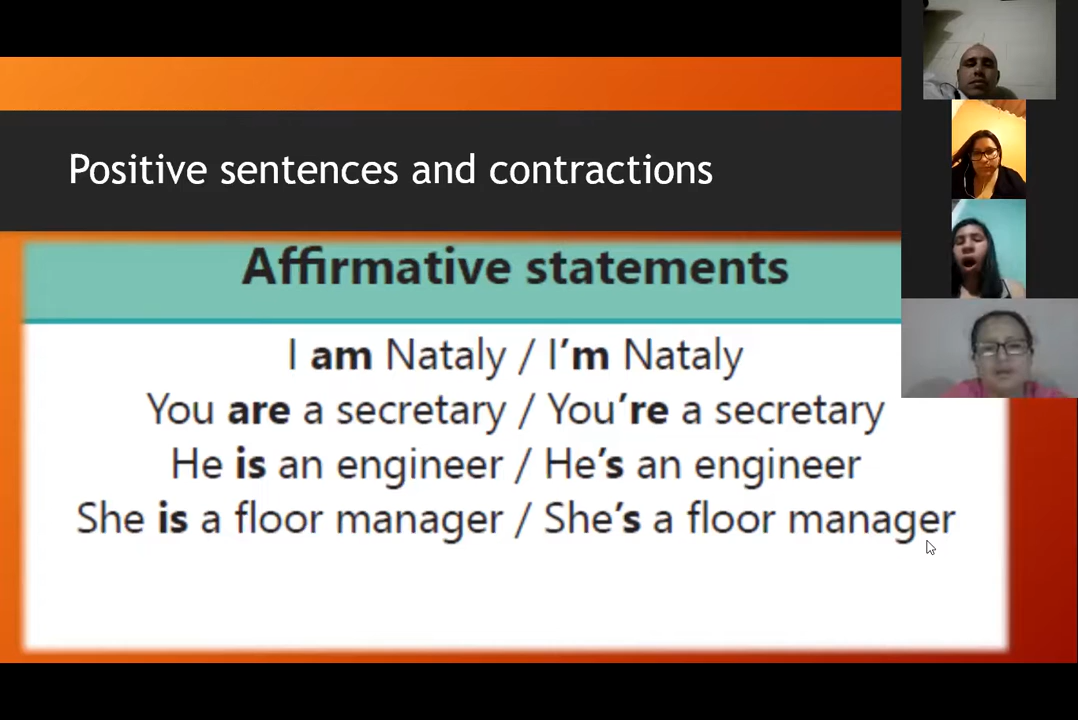 Positive sentences and contractions
Affirmative statements
I am Nataly / I’m Nataly
You are a secretary / You’re a secretary
He is an engineer / He’s an engineer
She is a floor manager / She’s a floor manager